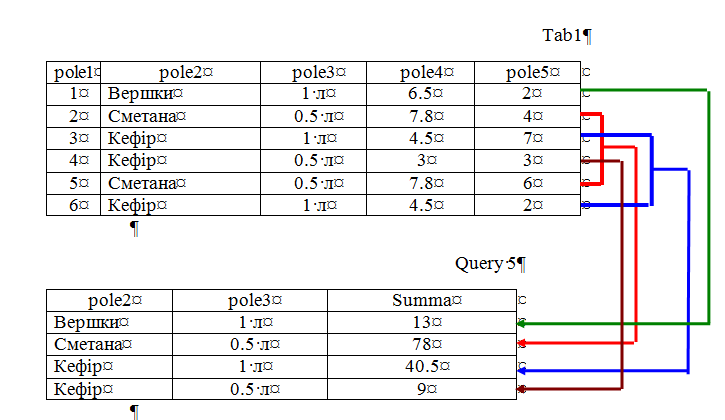 Tab1¶
pole1¤ pole2¤ pole3¤ pole4¤ pole5¤ ¤
1¤ Вершки¤ 1·л¤ 6.5¤ 2¤ ¤
2¤ Сметана¤ 0.5·л¤ 7.8¤ 4¤ ¤
3¤ Кефір¤ 1·л¤ 4.5¤ 7¤ ¤
4¤ Кефір¤ 0.5·л¤ 3¤ 3¤ ¤
5¤ Сметана¤ 0.5·л¤ 7.8¤ 6¤ ¤
6¤ Кефір¤ 1·л¤ 4.5¤ 2¤ ¤
¶
Query·5¶
pole2¤ pole3¤ Summa¤ ¤
Вершки¤ 1·л¤ 13¤ ¤
Сметана¤ 0.5·л¤ 78¤ ¤
Кефір¤ 1·л¤ 40.5¤ ¤
Кефір¤ 0.5·л¤ 9¤ ¤
¶